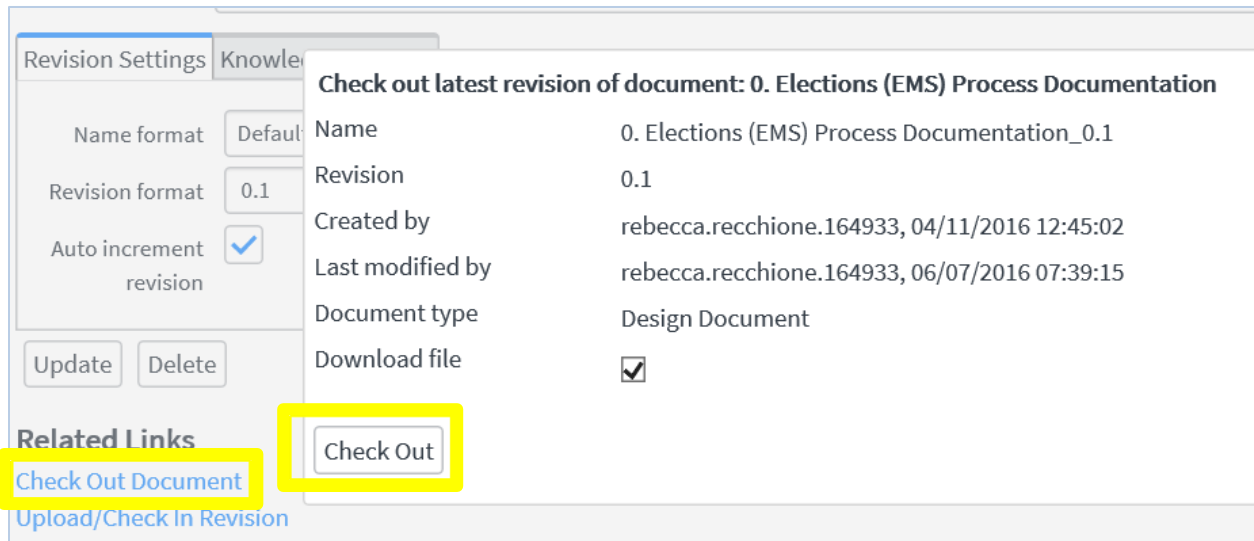 Revision Settings
Check out latest revision of document: 0. Elections (EMS) Process Documentation
Name format
Name 0. Elections (EMS) Process Documentation_0.1
Revision format 0.1
Revision 0.1
Auto increment
revision
Created by rebecca.recchione.164933, 04/11/2016 12:45:02
Last modified by rebecca.recchione.164933, 06/07/2016 07:39:15
Document type Design Document
Download file
Update Delete
Check Out
Related Links
Check Out Document
Upload/Check In Revision